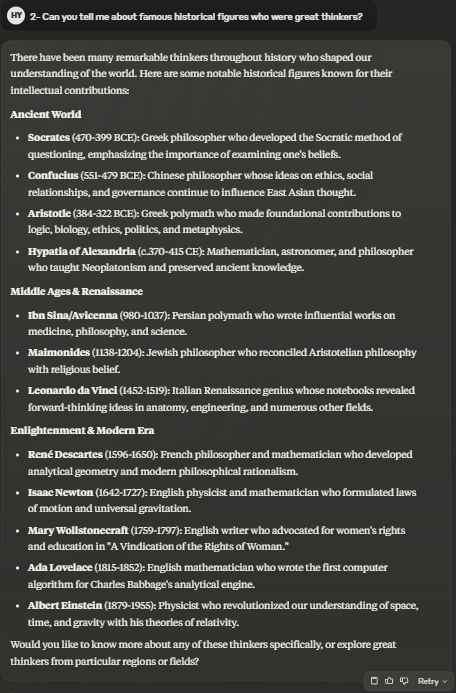 HY 2- Can you tell me about famous historical figures who were great thinkers?
There have been many remarkable thinkers throughout history who shaped our
understanding of the world. Here are some notable historical figures known for their
intellectual contributions:
Ancient World
• Socrates (470-399 BCE): Greek philosopher who developed the Socratic method of
questioning, emphasizing the importance of examining one's beliefs.
• Confucius (551-479 BCE): Chinese philosopher whose ideas on ethics, social
relationships, and governance continue to influence East Asian thought.
• Aristotle (384-322 BCE): Greek polymath who made foundational contributions to
logic, biology, ethics, politics, and metaphysics.
• Hypatia of Alexandria (c.370-415 CE): Mathematician, astronomer, and philosopher
who taught Neoplatonism and preserved ancient knowledge.
Middle Ages & Renaissance
• Ibn Sina/Avicenna (980-1037): Persian polymath who wrote influential works on
medicine, philosophy, and science.
• Maimonides (1138-1204): Jewish philosopher who reconciled Aristotelian philosophy
with religious belief.
• Leonardo da Vinci (1452-1519): Italian Renaissance genius whose notebooks revealed
forward-thinking ideas in anatomy, engineering, and numerous other fields.
Enlightenment & Modern Era
• René Descartes (1596-1650): French philosopher and mathematician who developed
analytical geometry and modern philosophical rationalism.
• Isaac Newton (1642-1727): English physicist and mathematician who formulated laws
of motion and universal gravitation.
• Mary Wollstonecraft (1759-1797): English writer who advocated for women's rights
and education in "A Vindication of the Rights of Woman."
• Ada Lovelace (1815-1852): English mathematician who wrote the first computer
algorithm for Charles Babbage's analytical engine.
• Albert Einstein (1879-1955): Physicist who revolutionized our understanding of space,
time, and gravity with his theories of relativity.
Would you like to know more about any of these thinkers specifically, or explore great
thinkers from particular regions or fields?
Retry